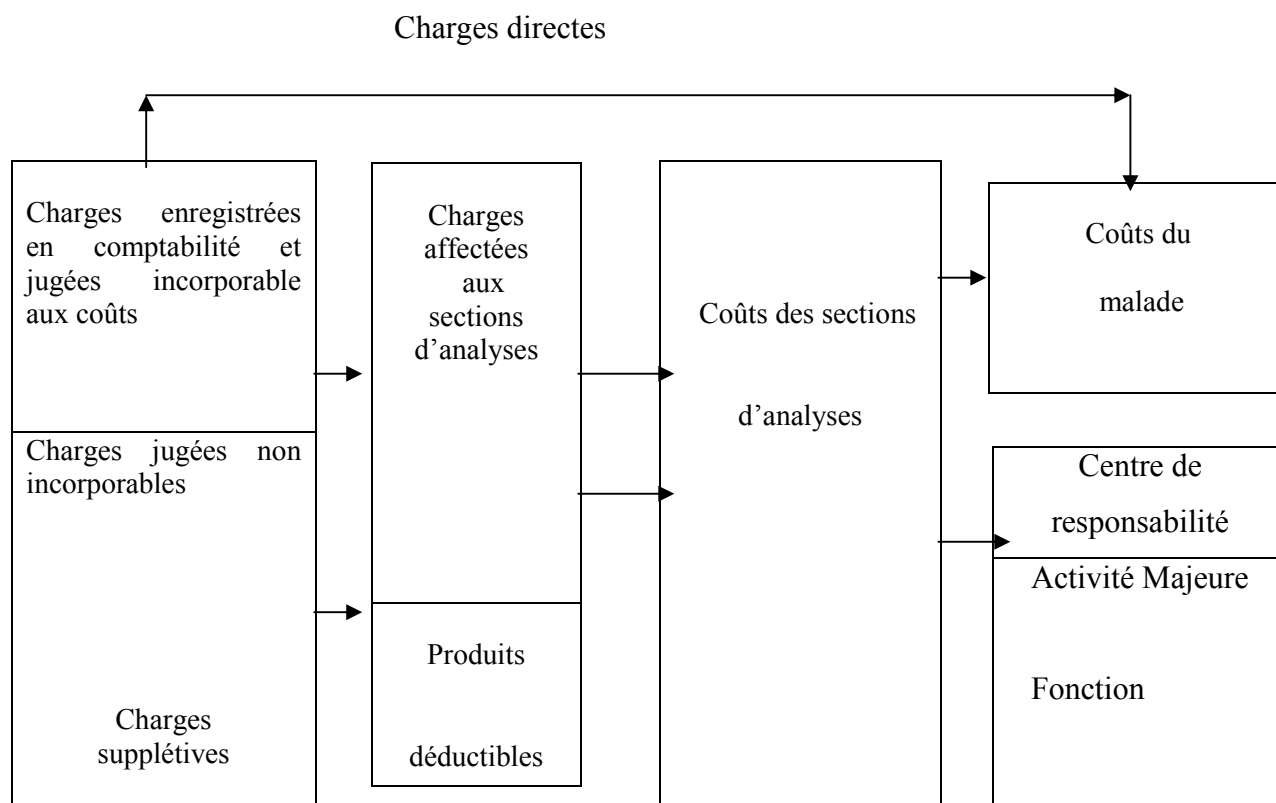 Charges directes
Charges enregistrées
en comptabilité et
jugées incorporable
aux coûts
Charges jugées non
incorporables
Charges
supplétives
Charges
affectées
aux
sections
d’analyses
Produits
déductibles
Coûts des sections
d’analyses
Coûts du
malade
Centre de
responsabilité
Activité Majeure
Fonction